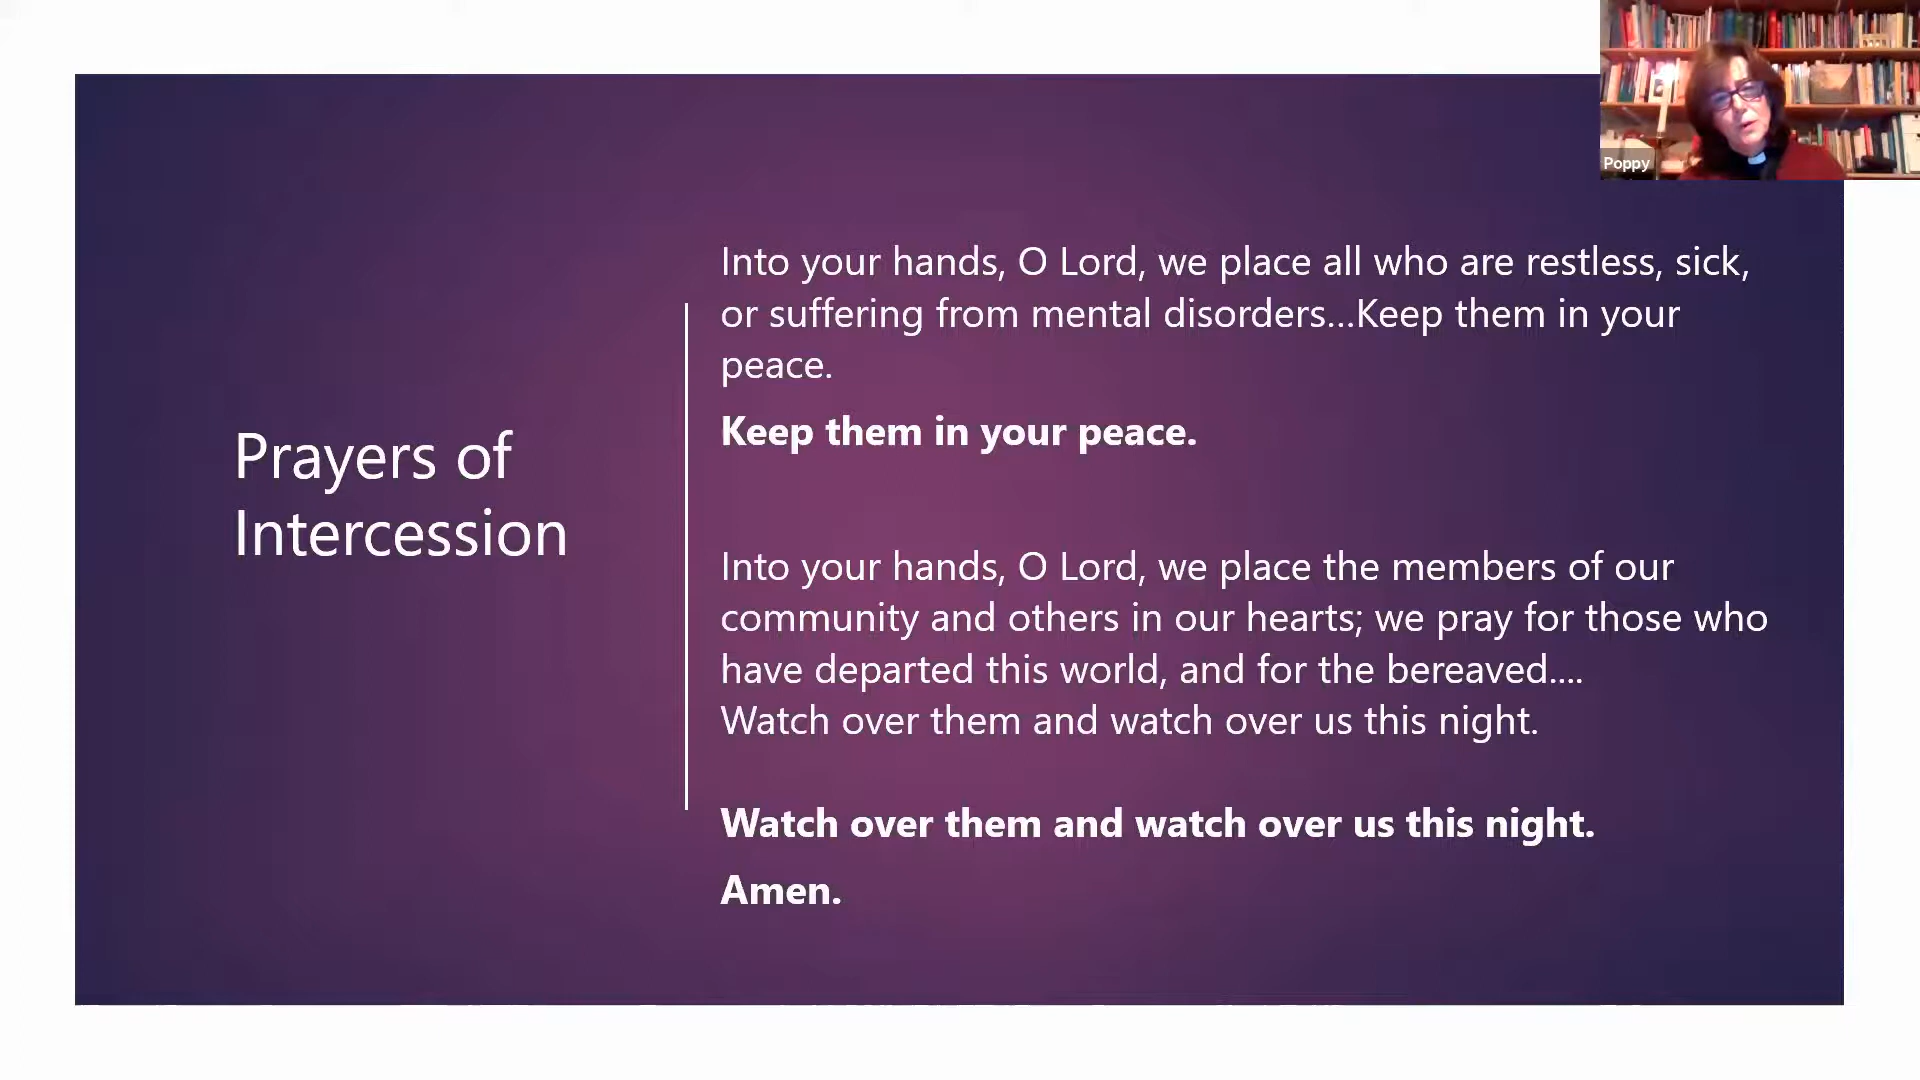 Poppy
Prayers of
Intercession
Into your hands, O Lord, we place all who are restless, sick,
or suffering from mental disorders...Keep them in your
peace.
Keep them in your peace.
Into your hands, O Lord, we place the members of our
community and others in our hearts; we pray for those who
have departed this world, and for the bereaved....
Watch over them and watch over us this night.
Watch over them and watch over us this night.
Amen.